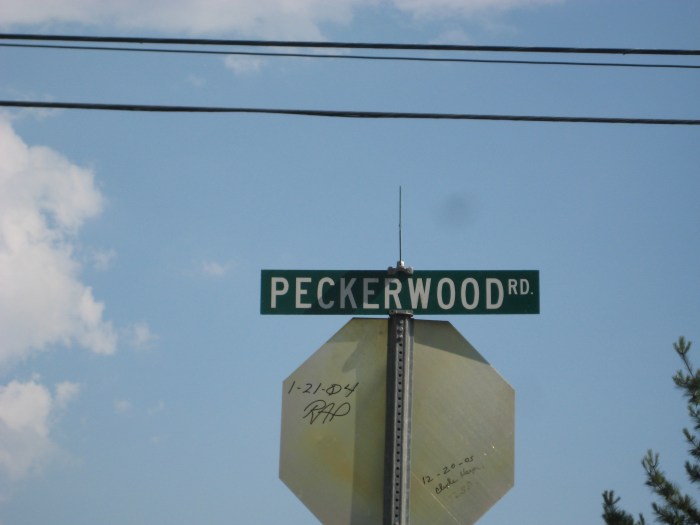 PECKERWOOD RD.
1-21-04
RAP
12-20-05